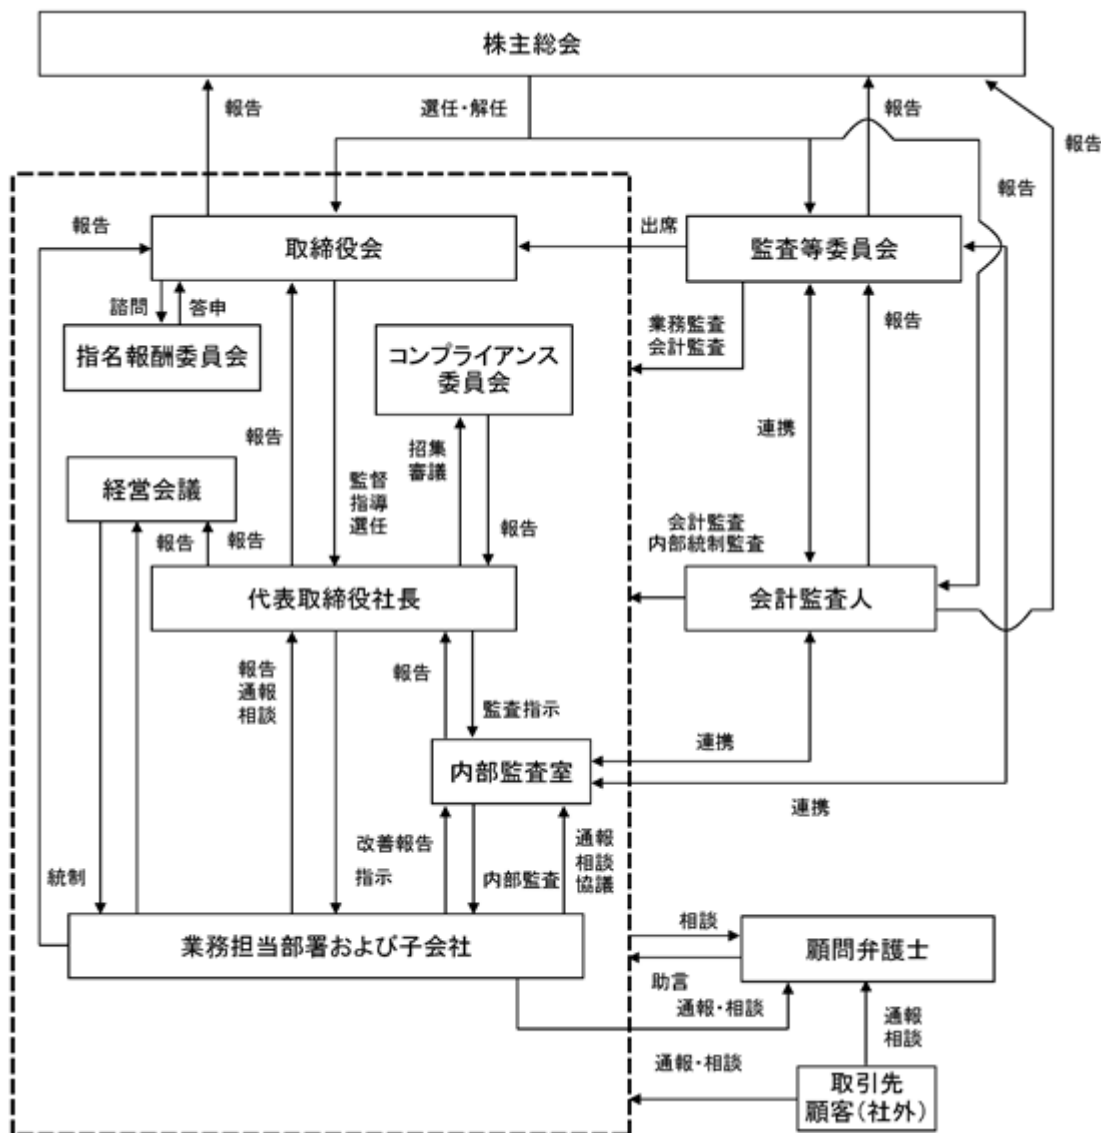 株主総会
報告
選任・解任
報告
報告
報告
報告
取締役会
出席
監査等委員会
諮問
答申
業務監査
会計監査
報告
指名報酬委員会
コンプライアンス
委員会
報告
招集
審議
連携
経営会議
監督
指導
選任
報告
報告
報告
会計監査
内部統制監査
代表取締役社長
会計監査人
報告
通報
相談
報告
監査指示
連携
内部監査室
連携
改善報告
通報
相談
協議
統制
指示
内部監査
業務担当部署および子会社
相談
顧問弁護士
助言
通報・相談
通報
相談
通報・相談
取引先
顧客(社外)